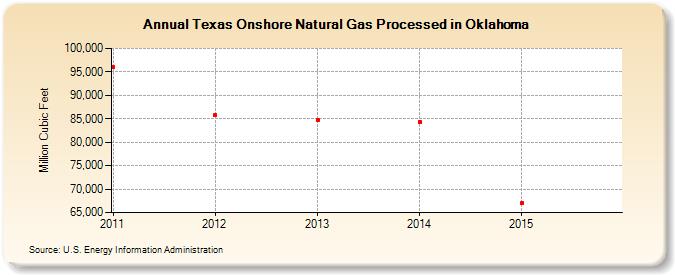 Annual Texas Onshore Natural Gas Processed in Oklahoma
Million Cubic Feet
100,000
95,000
90,000
85,000
80,000
75,000
70,000
65,000
2011 2012 2013 2014 2015
Source: U.S. Energy Information Administration